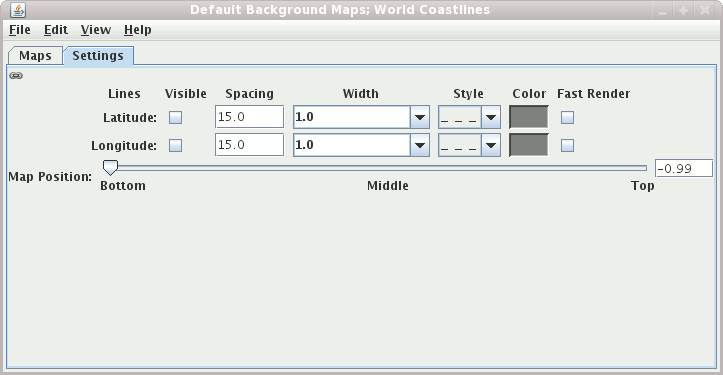 Default Background Maps; World Coastlines
File Edit View Help
Maps Settings
Lines Visible Spacing Width Style Color Fast Render
Latitude: 15.0 1.0 _ _ _
Longitude: 15.0 1.0 _ _ _
Map Position: -0.99
Bottom Middle Top